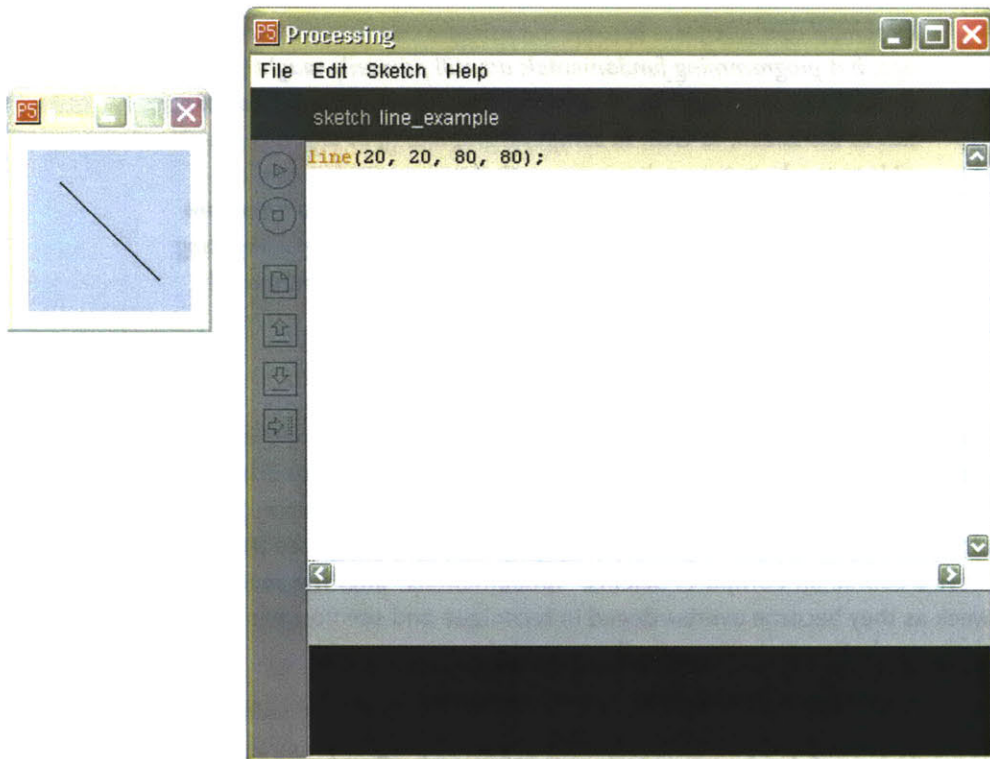 P5
P5 Processing
File Edit Sketch Help
sketch line_example
line(20, 20, 80, 80);